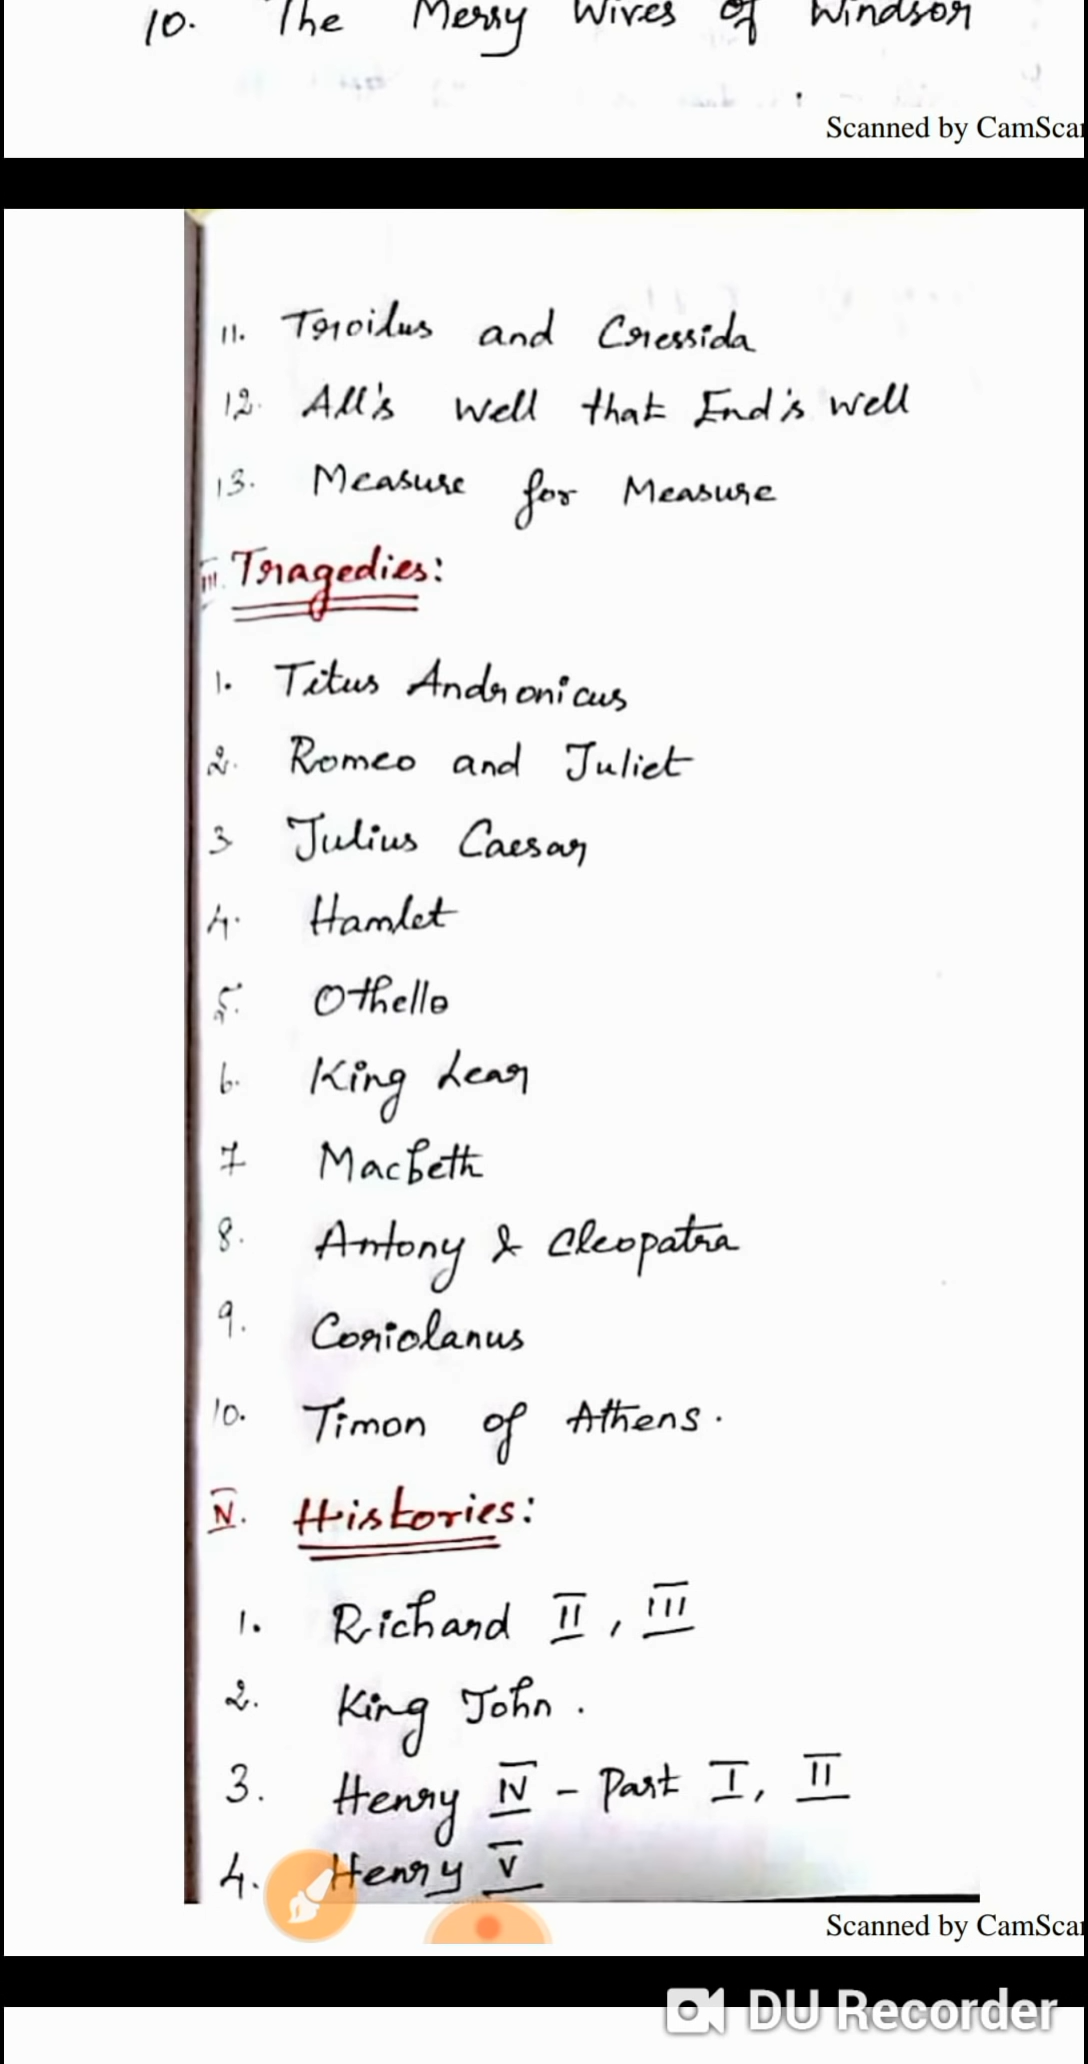 10. The Merry Wives of Windsor
Scanned by CamScan
11. Troilus and Cressida
12. All's Well that End's Well
13. Measure for Measure
III. Tragedies:
1. Titus Andronicus
2. Romeo and Juliet
3 Julius Caesar
4. Hamlet
5. Othello
6. King Lear
7 Macbeth
8. Antony & Cleopatra
9. Coriolanus
10. Timon of Athens.
IV. Histories:
1. Richard II, III
2. King John.
3. Henry IV - Part I, II
4. Henry V
Scanned by CamScan
DU Recorder